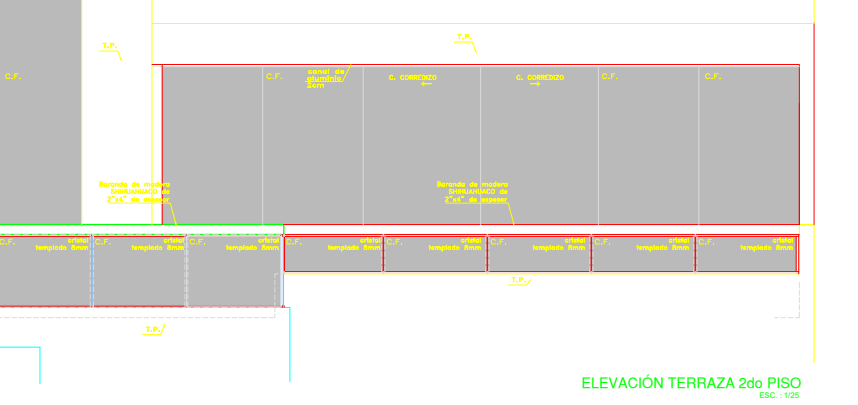 T.P.
T.P.
C.F.
C.F.
canal de
aluminio
2cm
C. CORREDIZO
C. CORREDIZO
C.F.
C.F.
Baranda de madera
SHIHUAHUACO de
2"x4" de espesor
Baranda de madera
SHIHUAHUACO de
2"x4" de espesor
C.F.
cristal
templado 8mm
C.F.
cristal
templado 8mm
C.F.
cristal
templado 8mm
C.F.
cristal
templado 8mm
C.F.
cristal
templado 8mm
C.F.
cristal
templado 8mm
C.F.
cristal
templado 8mm
C.F.
cristal
templado 8mm
T.P.
T.P.
ELEVACIÓN TERRAZA 2do PISO
ESC. : 1/25